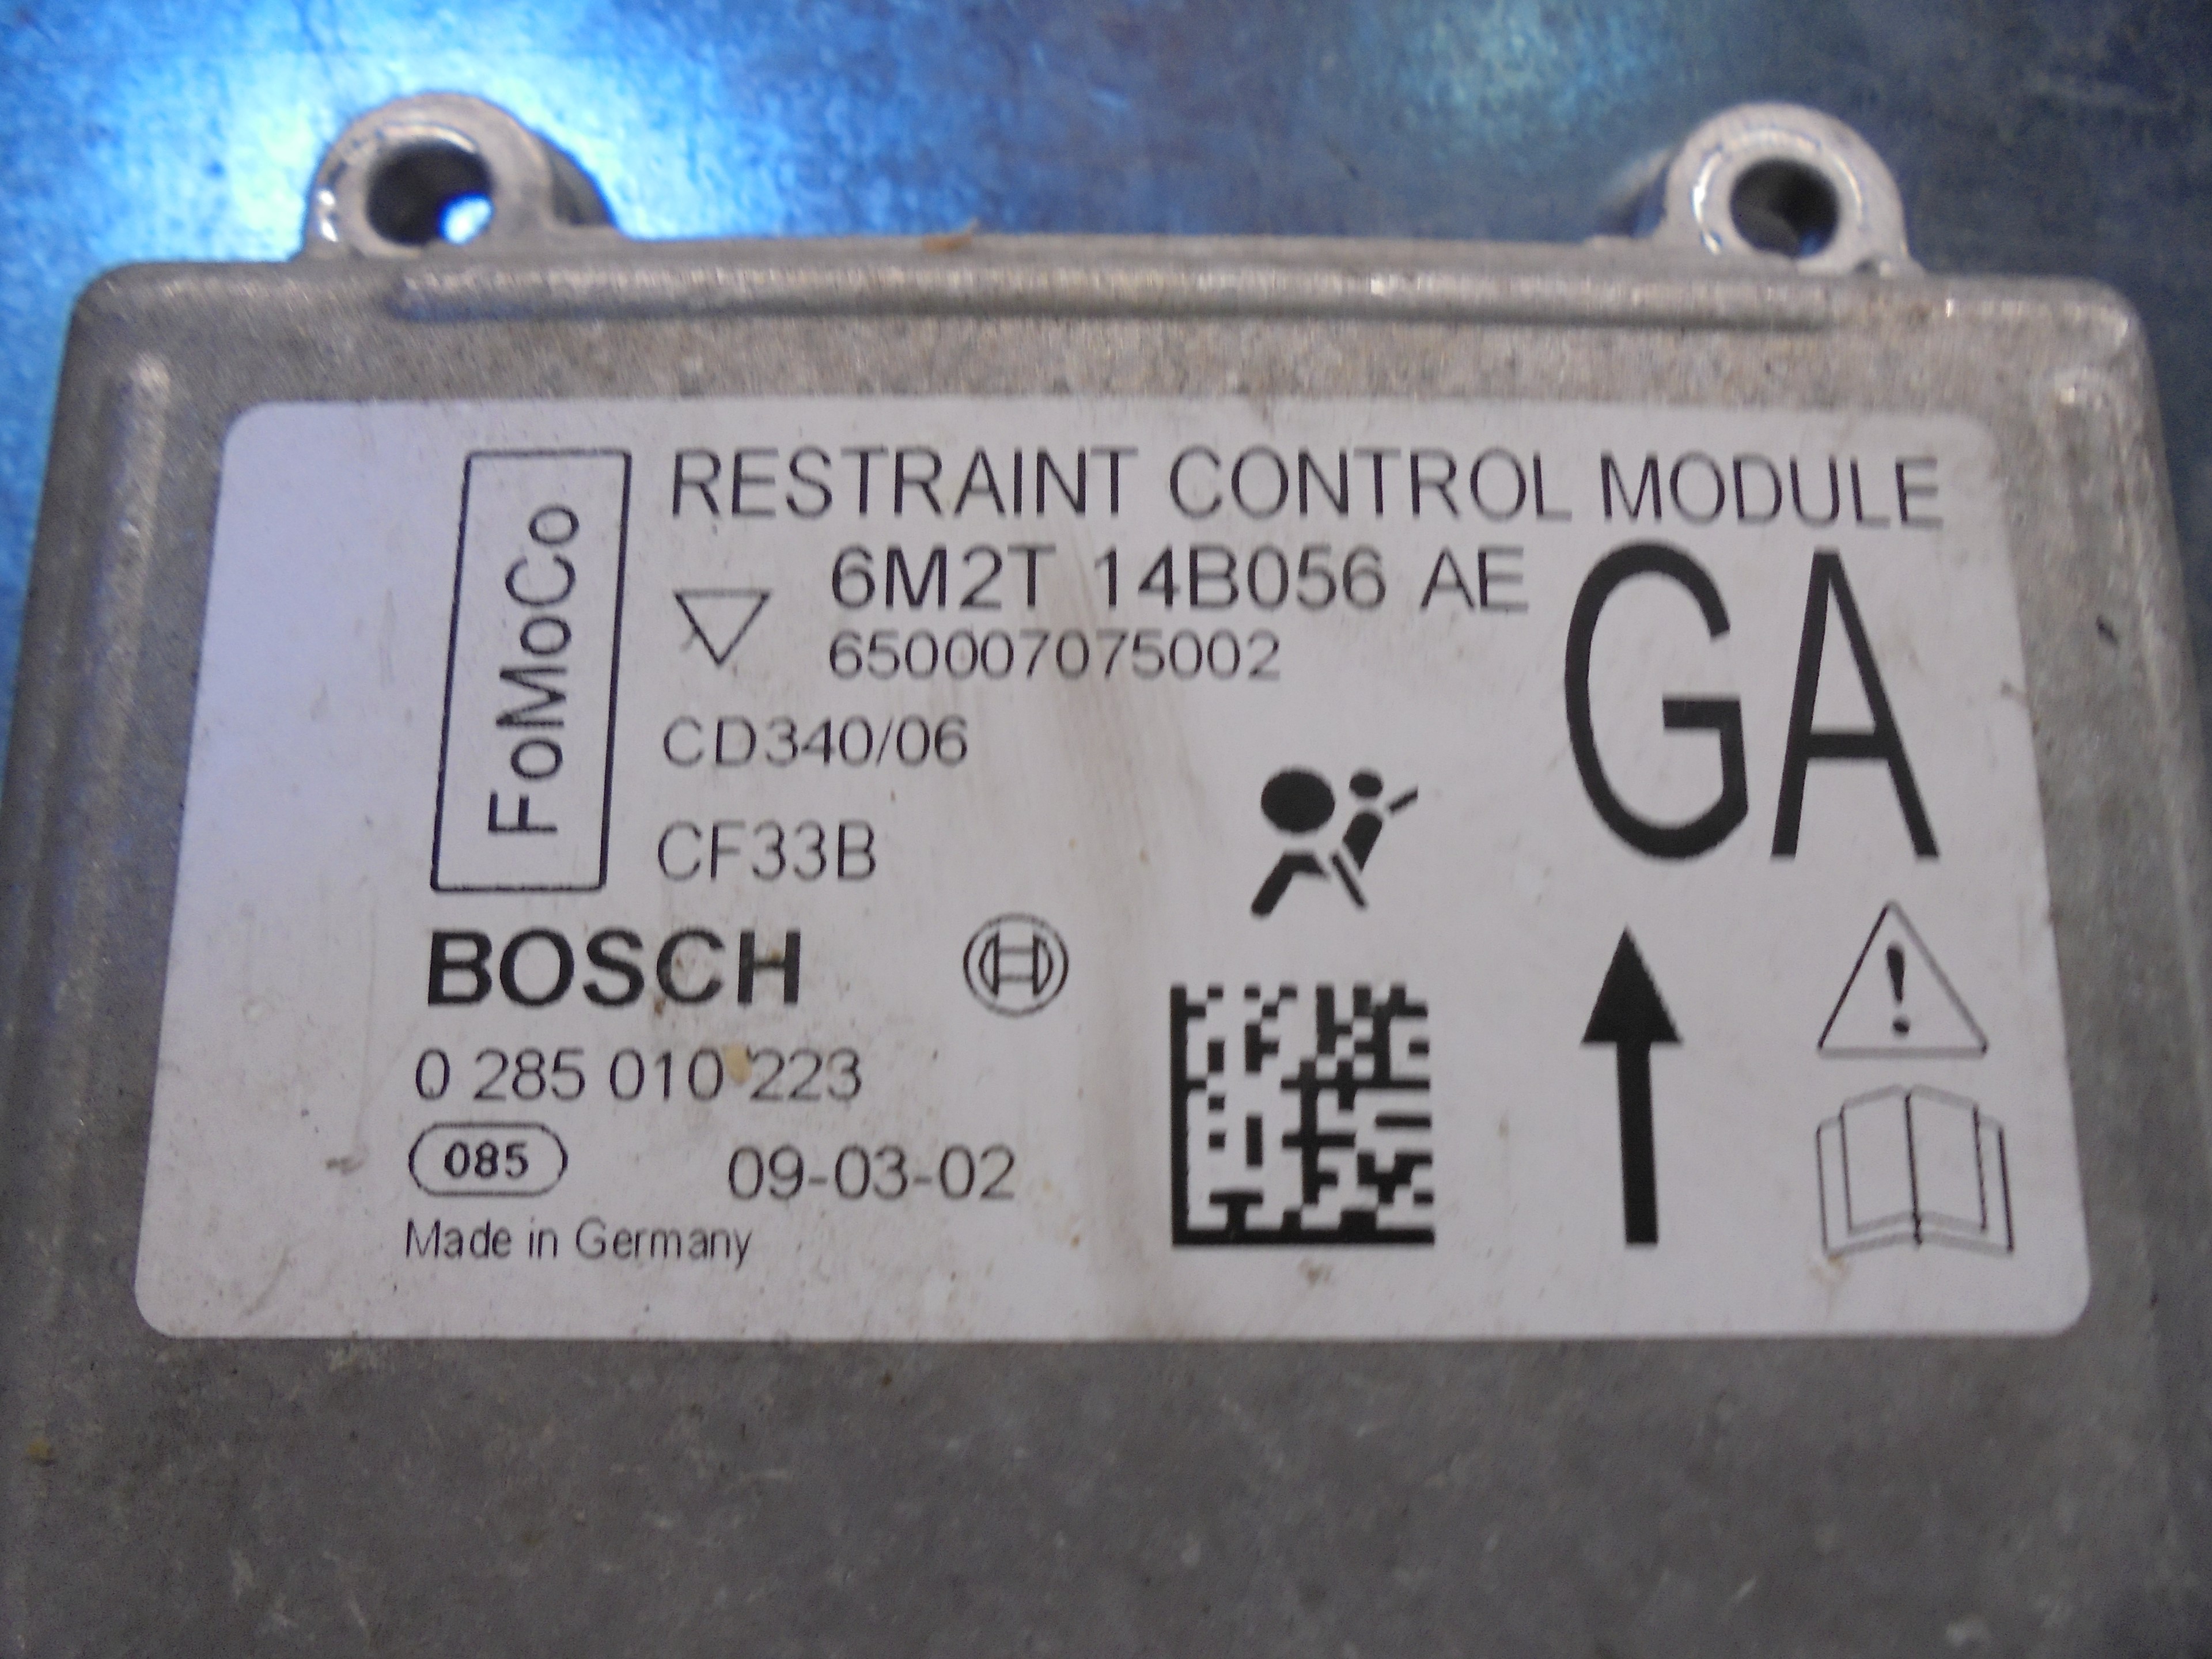 FoMoCo
RESTRAINT CONTROL MODULE
6M2T 14B056 AE
650007075002
GA
CD340/06
CF33B
BOSCH
0 285 010 223
085
09-03-02
Made in Germany